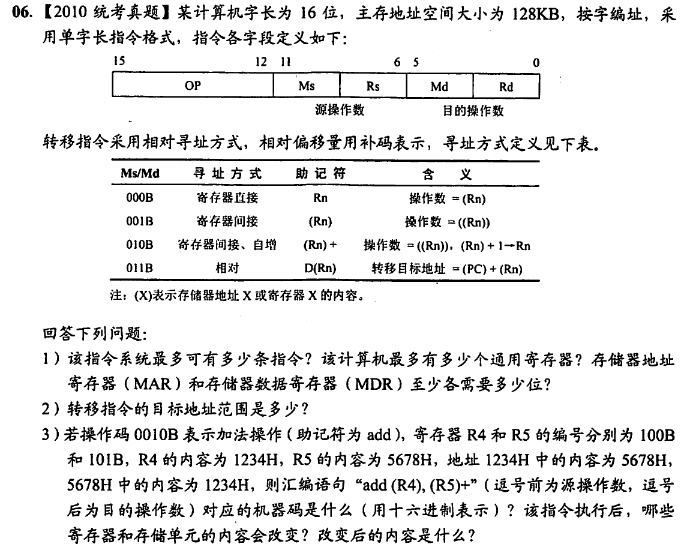 06.【2010 统考真题】某计算机字长为 16 位，主存地址空间大小为 128KB，按字编址，采
用单字长指令格式，指令各字段定义如下：
15 12 11 6 5 0
OP Ms Rs Md Rd
源操作数 目的操作数
转移指令采用相对寻址方式，相对偏移量用补码表示，寻址方式定义见下表。
Ms/Md 寻址方式 助记符 含义
000B 寄存器直接 Rn 操作数 =(Rn)
001B 寄存器间接 (Rn) 操作数 =((Rn))
010B 寄存器间接、自增 (Rn)+ 操作数 =((Rn))，(Rn)+1→Rn
011B 相对 D(Rn) 转移目标地址 =(PC)+(Rn)
注：(X)表示存储器地址 X 或寄存器 X 的内容。
回答下列问题：
1）该指令系统最多可有多少条指令？该计算机最多有多少个通用寄存器？存储器地址
寄存器（MAR）和存储器数据寄存器（MDR）至少各需要多少位？
2）转移指令的目标地址范围是多少？
3）若操作码 0010B 表示加法操作（助记符为 add），寄存器 R4 和 R5 的编号分别为 100B
和 101B，R4 的内容为 1234H，R5 的内容为 5678H，地址 1234H 中的内容为 5678H，
5678H 中的内容为 1234H，则汇编语句“add (R4), (R5)+”（逗号前为源操作数，逗号
后为目的操作数）对应的机器码是什么（用十六进制表示）？该指令执行后，哪些
寄存器和存储单元的内容会改变？改变后的内容是什么？